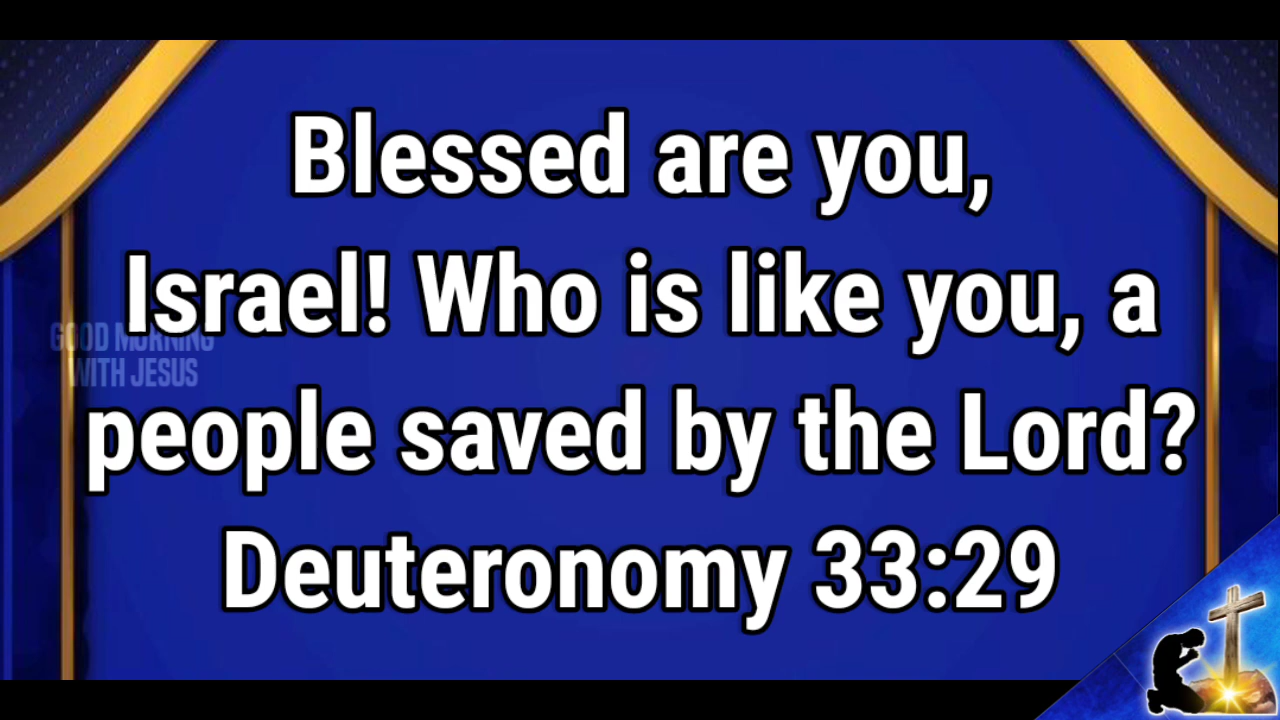 Blessed are you,
Israel! Who is like you, a
GOOD MORNING
WITH JESUS
people saved by the Lord?
Deuteronomy 33:29